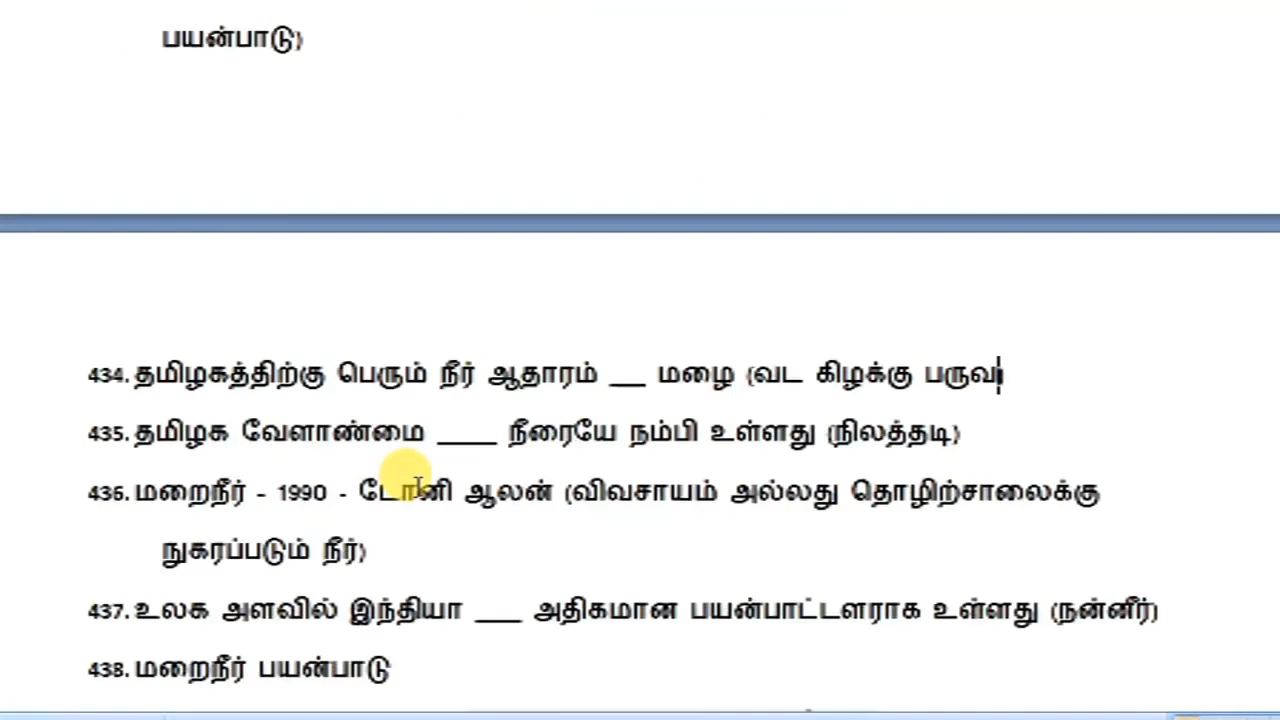 பயன்பாடு)
434. தமிழகத்திற்கு பெரும் நீர் ஆதாரம் ___ மழை (வட கிழக்கு பருவ
435. தமிழக வேளாண்மை _____ நீரையே நம்பி உள்ளது (நிலத்தடி)
436. மறைநீர் - 1990 - டோனி ஆலன் (விவசாயம் அல்லது தொழிற்சாலைக்கு
நுகரப்படும் நீர்)
437. உலக அளவில் இந்தியா ____ அதிகமான பயன்பாட்டளராக உள்ளது (நன்னீர்)
438. மறைநீர் பயன்பாடு